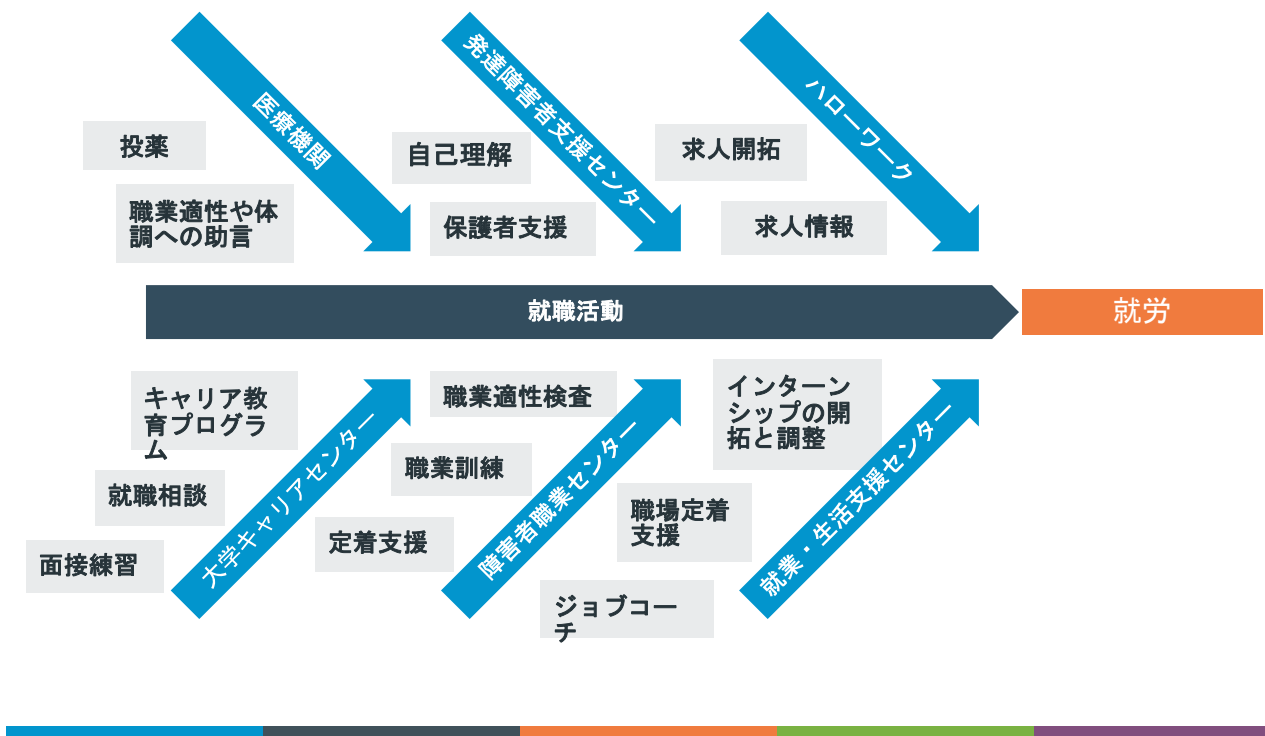 医療機関
投薬
職業適性や体
調への助言
発達障害者支援センター
自己理解
保護者支援
ハローワーク
求人開拓
求人情報
就職活動
就労
大学キャリアセンター
キャリア教
育プログラ
ム
就職相談
面接練習
障害者職業センター
職業適性検査
職業訓練
定着支援
就業・生活支援センター
インターン
シップの開
拓と調整
職場定着
支援
ジョブコー
チ